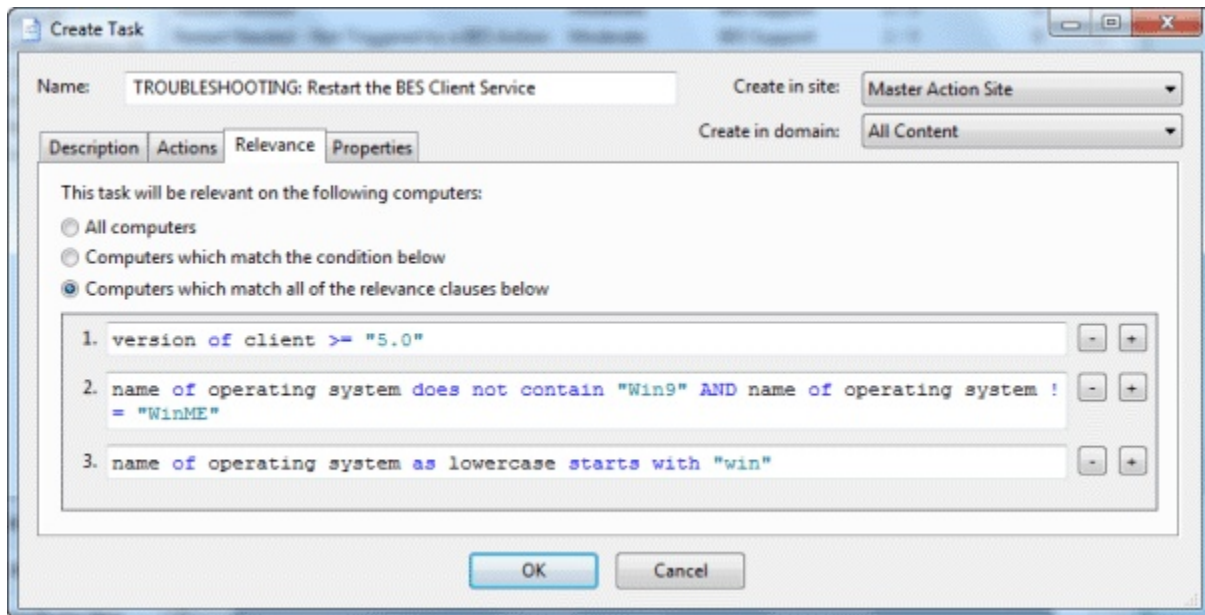 Create Task
Name: TROUBLESHOOTING: Restart the BES Client Service Create in site: Master Action Site
Create in domain: All Content
Description Actions Relevance Properties
This task will be relevant on the following computers:
All computers
Computers which match the condition below
Computers which match all of the relevance clauses below
1. version of client >= "5.0" - +
2. name of operating system does not contain "Win9" AND name of operating system ! - +
= "WinME"
3. name of operating system as lowercase starts with "win" - +
OK Cancel